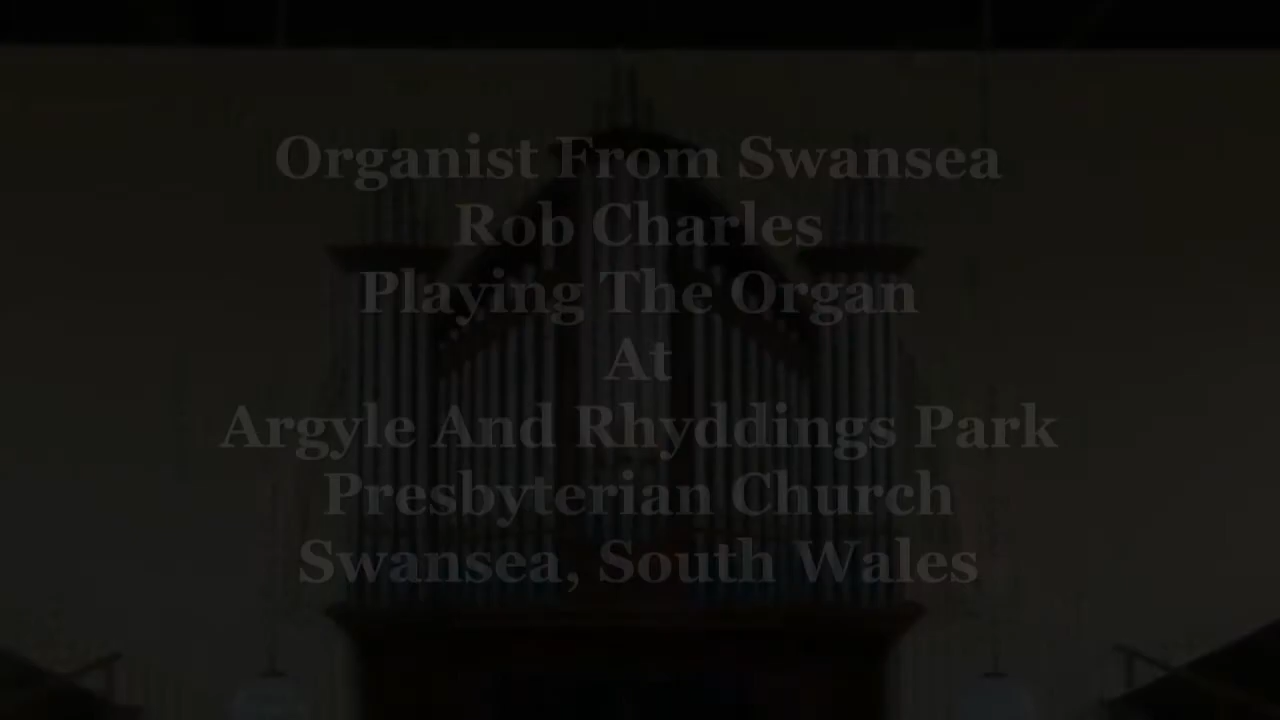 Organist From Swansea
Rob Charles
Playing The Organ
At
Argyle And Rhyddings Park
Presbyterian Church
Swansea, South Wales